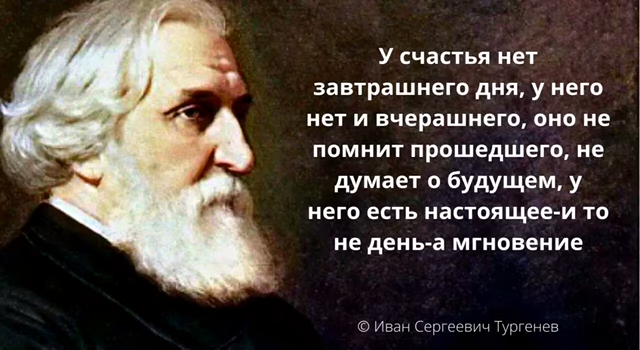 У счастья нет
завтрашнего дня, у него
нет и вчерашнего, оно не
помнит прошедшего, не
думает о будущем, у
него есть настоящее-и то
не день-а мгновение
© Иван Сергеевич Тургенев